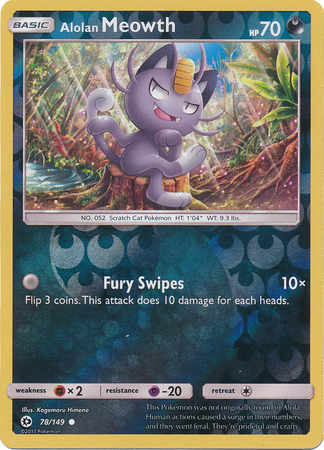 BASIC
Alolan Meowth HP 70
NO. 052 Scratch Cat Pokémon HT: 1'04" WT: 9.3 lbs.
Fury Swipes 10×
Flip 3 coins. This attack does 10 damage for each heads.
weakness ×2 resistance -20 retreat
Illus. Kagemaru Himeno
78/149
©2017 Pokémon
This Pokémon was not originally found in Alola.
Human actions caused a surge in their numbers,
and they went feral. They're prideful and crafty.